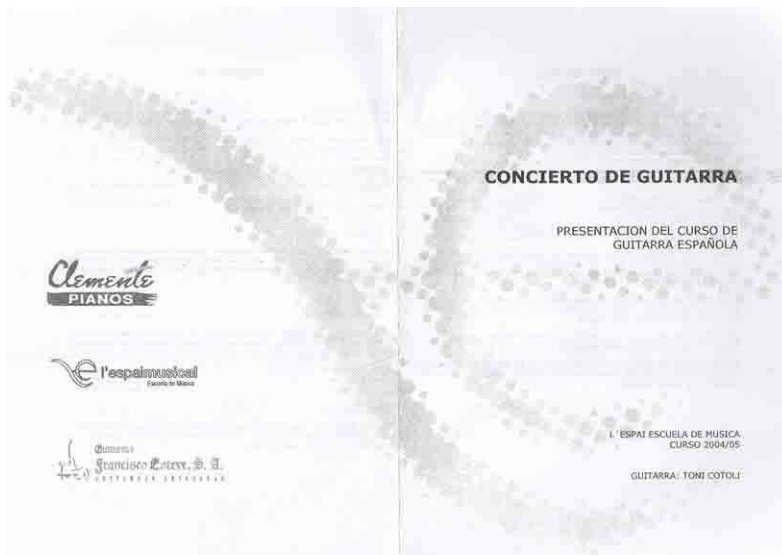 Clemente
PIANOS
l'espaimusical
Escuela de Música
Guitarras
Francisco Esteve, S. A.
CONCIERTO DE GUITARRA
PRESENTACION DEL CURSO DE
GUITARRA ESPAÑOLA
L´ESPAI ESCUELA DE MUSICA
CURSO 2004/05
GUITARRA: TONI COTOLI